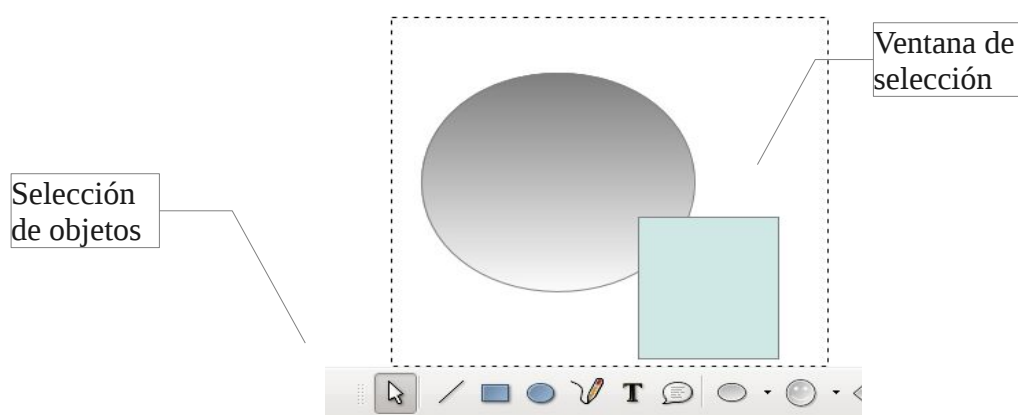 Ventana de
selección
Selección
de objetos
T